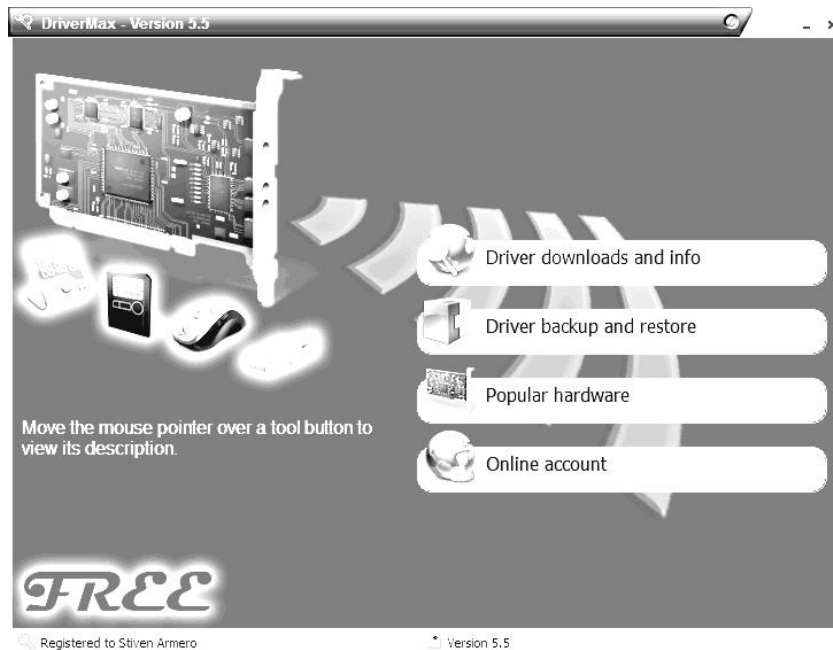 DriverMax - Version 5.5
Driver downloads and info
Driver backup and restore
Popular hardware
Online account
Move the mouse pointer over a tool button to
view its description.
FREE
Registered to Stiven Armero
Version 5.5